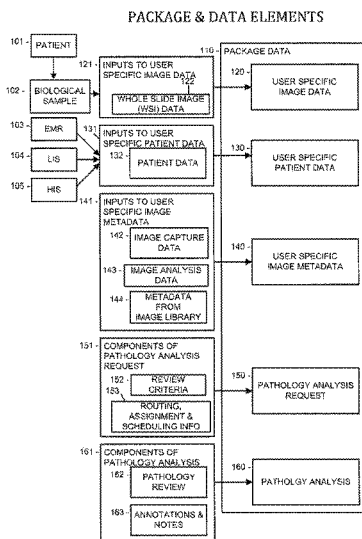 PACKAGE & DATA ELEMENTS
101
PATIENT
102
BIOLOGICAL
SAMPLE
103
EMR
104
LIS
105
HIS
121
INPUTS TO USER
SPECIFIC IMAGE DATA
122
WHOLE SLIDE IMAGE
(WSI) DATA
131
INPUTS TO USER
SPECIFIC PATIENT DATA
132
PATIENT DATA
141
INPUTS TO USER
SPECIFIC IMAGE
METADATA
142
IMAGE CAPTURE
DATA
143
IMAGE ANALYSIS
DATA
144
METADATA
FROM
IMAGE LIBRARY
151
COMPONENTS OF
PATHOLOGY ANALYSIS
REQUEST
152
REVIEW
CRITERIA
153
ROUTING,
ASSIGNMENT &
SCHEDULING INFO
161
COMPONENTS OF
PATHOLOGY ANALYSIS
162
PATHOLOGY
REVIEW
163
ANNOTATIONS &
NOTES
110
PACKAGE DATA
120
USER SPECIFIC
IMAGE DATA
130
USER SPECIFIC
PATIENT DATA
140
USER SPECIFIC
IMAGE METADATA
150
PATHOLOGY ANALYSIS
REQUEST
160
PATHOLGY ANALYSIS